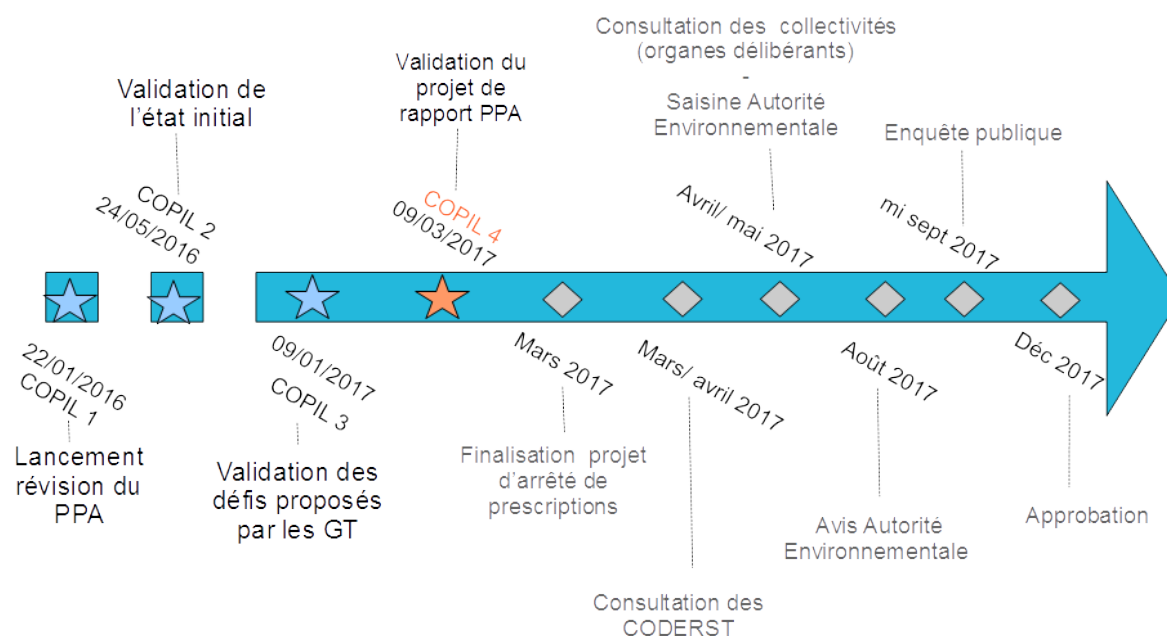 Consultation des collectivités
(organes délibérants)
-
Saisine Autorité
Environnementale
Validation du
projet de
rapport PPA
Validation de
l'état initial
Enquête publique
COPIL 2
24/05/2016
COPIL 4
09/03/2017
Avril/ mai 2017
mi sept 2017
22/01/2016
COPIL 1
09/01/2017
COPIL 3
Mars 2017
Mars/ avril 2017
Août 2017
Déc 2017
Lancement
révision du
PPA
Validation des
défis proposés
par les GT
Finalisation projet
d'arrêté de
prescriptions
Avis Autorité
Environnementale
Approbation
Consultation des
CODERST